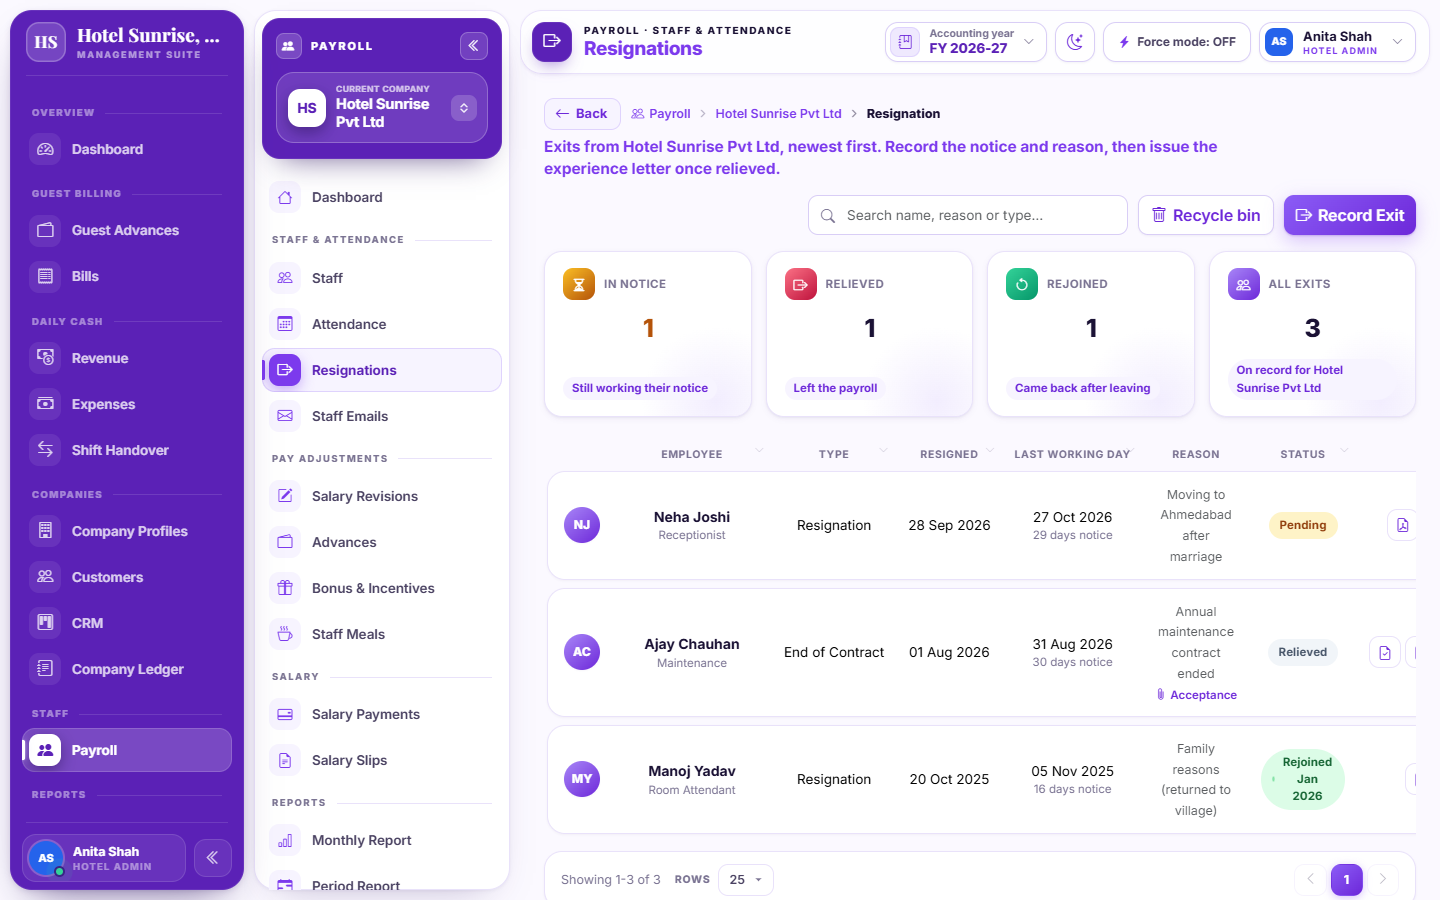 HS
Hotel Sunrise, ...
MANAGEMENT SUITE
OVERVIEW
Dashboard
GUEST BILLING
Guest Advances
Bills
DAILY CASH
Revenue
Expenses
Shift Handover
COMPANIES
Company Profiles
Customers
CRM
Company Ledger
STAFF
Payroll
REPORTS
AS
Anita Shah
HOTEL ADMIN
PAYROLL
HS
CURRENT COMPANY
Hotel Sunrise
Pvt Ltd
Dashboard
STAFF & ATTENDANCE
Staff
Attendance
Resignations
Staff Emails
PAY ADJUSTMENTS
Salary Revisions
Advances
Bonus & Incentives
Staff Meals
SALARY
Salary Payments
Salary Slips
REPORTS
Monthly Report
Period Report
PAYROLL · STAFF & ATTENDANCE
Resignations
Accounting year
FY 2026-27
Force mode: OFF
AS
Anita Shah
HOTEL ADMIN
Back
Payroll
Hotel Sunrise Pvt Ltd
Resignation
Exits from Hotel Sunrise Pvt Ltd, newest first. Record the notice and reason, then issue the
experience letter once relieved.
Search name, reason or type...
Recycle bin
Record Exit
IN NOTICE
1
Still working their notice
RELIEVED
1
Left the payroll
REJOINED
1
Came back after leaving
ALL EXITS
3
On record for Hotel
Sunrise Pvt Ltd
EMPLOYEE TYPE RESIGNED LAST WORKING DAY REASON STATUS
NJ
Neha Joshi
Receptionist
Resignation
28 Sep 2026
27 Oct 2026
29 days notice
Moving to
Ahmedabad
after
marriage
Pending
AC
Ajay Chauhan
Maintenance
End of Contract
01 Aug 2026
31 Aug 2026
30 days notice
Annual
maintenance
contract
ended
Acceptance
Relieved
MY
Manoj Yadav
Room Attendant
Resignation
20 Oct 2025
05 Nov 2025
16 days notice
Family
reasons
(returned to
village)
Rejoined
Jan
2026
Showing 1-3 of 3
ROWS
25
1